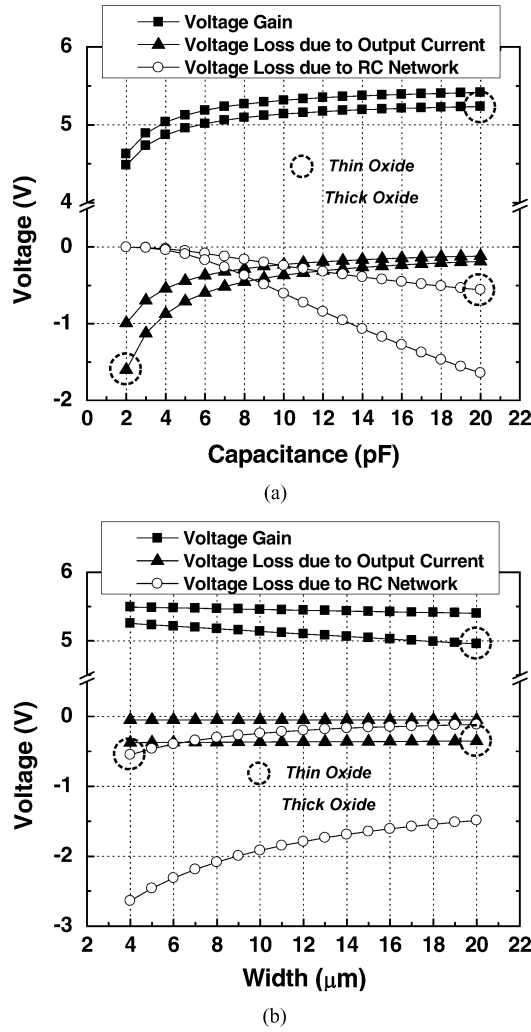 Voltage Gain
Voltage Loss due to Output Current
Voltage Loss due to RC Network
6
5
4
0
-1
-2
Voltage (V)
Thin Oxide
Thick Oxide
0 2 4 6 8 10 12 14 16 18 20 22
Capacitance (pF)
(a)
Voltage Gain
Voltage Loss due to Output Current
Voltage Loss due to RC Network
6
5
0
-1
-2
-3
Voltage (V)
Thin Oxide
Thick Oxide
2 4 6 8 10 12 14 16 18 20 22
Width (μm)
(b)